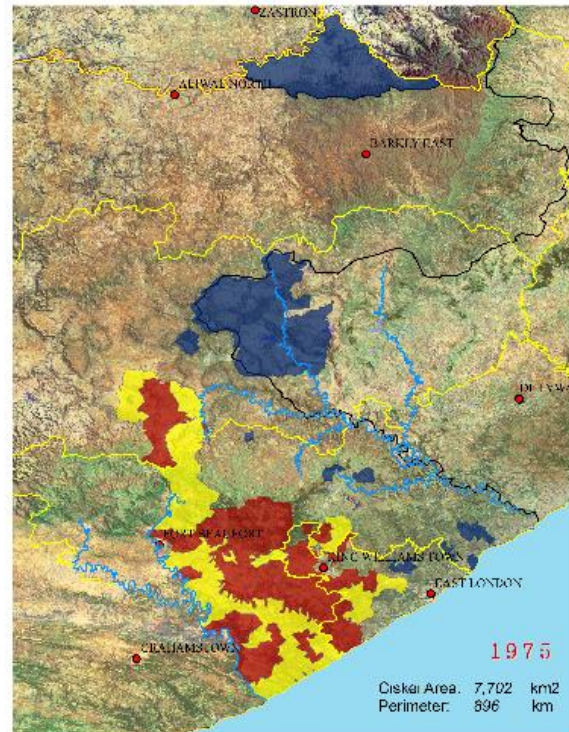 ZASTRON
ALIWAL NORTH
BARKLY EAST
FORT BEAUFORT
KING WILLIAMS TOWN
EAST LONDON
GRAHAMSTOWN
1975
Ciskei Area: 7,702 km2
Perimeter: 896 km